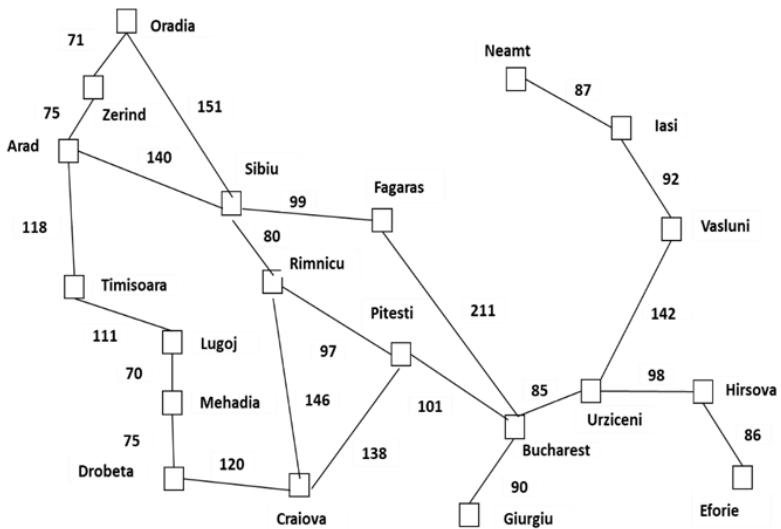 Oradia
71
Neamt
87
Zerind
75
151
Iasi
Arad
140
Sibiu
92
99
Fagaras
118
80
Vasluni
Rimnicu
Timisoara
Pitesti
211
142
111
Lugoj
97
70
98
Hirsova
85
Mehadia
146
101
Urziceni
86
75
138
Bucharest
Drobeta
120
90
Craiova
Giurgiu
Eforie